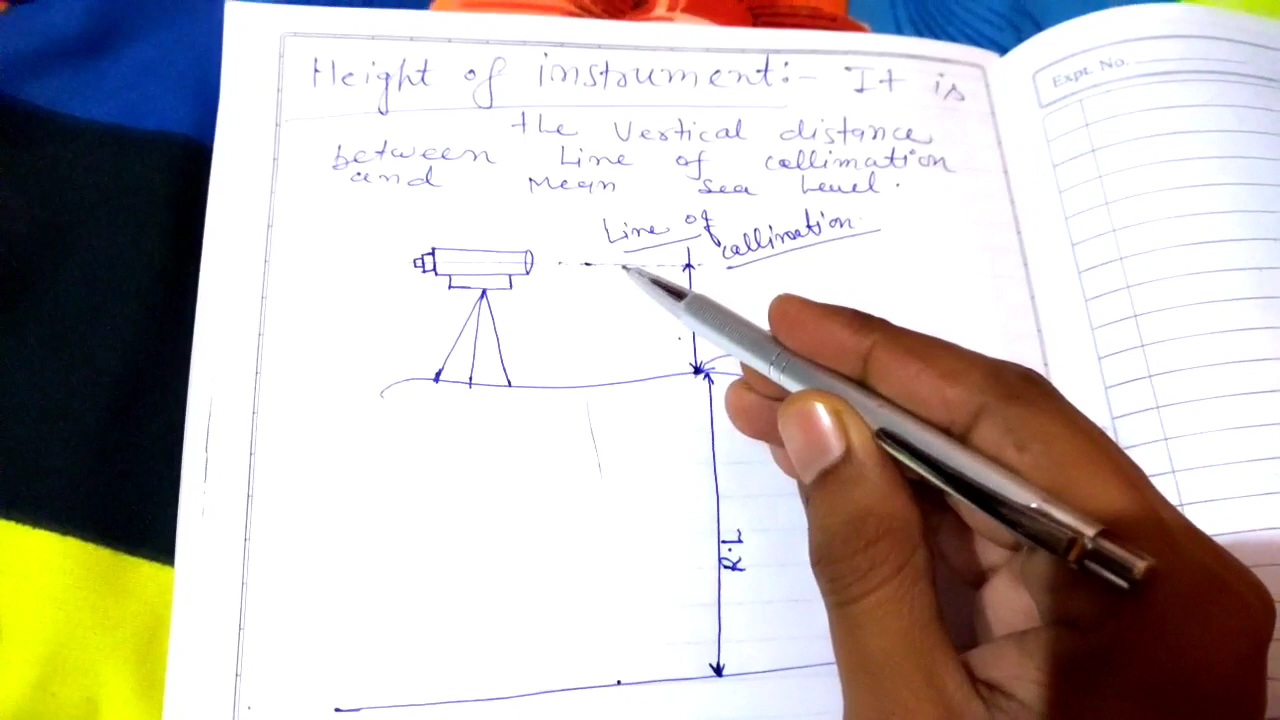 Height of instrument:- It is
the Vertical distance
between Line of collimation
and Mean Sea Level.
Line of
collimation
R.L
Expt. No.